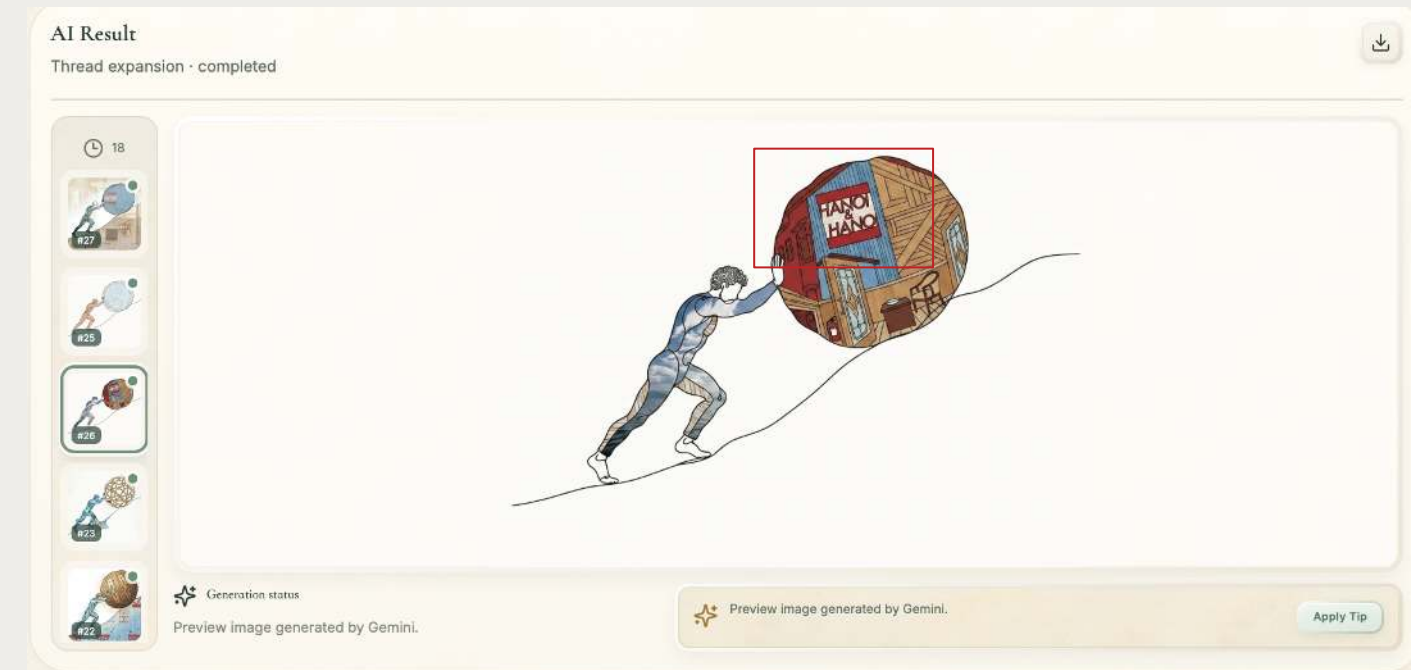 AI Result
Thread expansion · completed
18
#27
#25
#26
#23
#22
HANOI
&
HANO
Generation status
Preview image generated by Gemini.
Preview image generated by Gemini.
Apply Tip